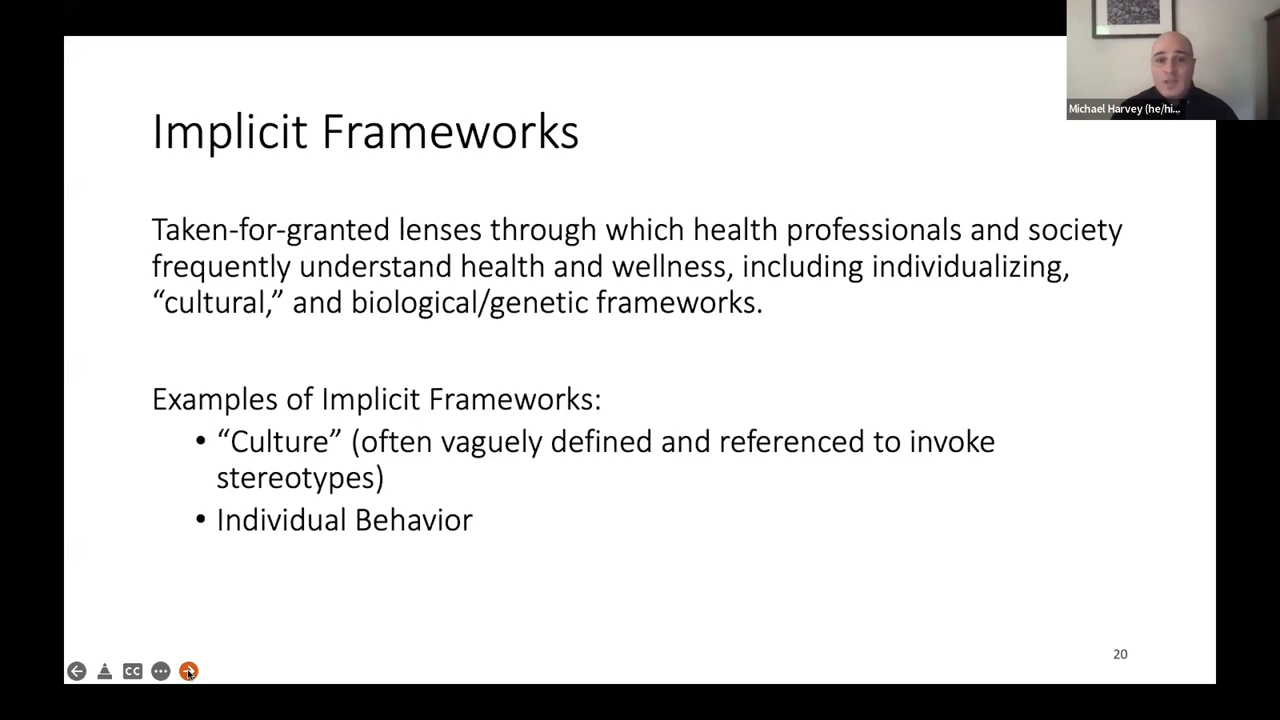 Michael Harvey (he/hi...
Implicit Frameworks
Taken-for-granted lenses through which health professionals and society
frequently understand health and wellness, including individualizing,
“cultural,” and biological/genetic frameworks.
Examples of Implicit Frameworks:
• “Culture” (often vaguely defined and referenced to invoke
stereotypes)
• Individual Behavior
20
CC